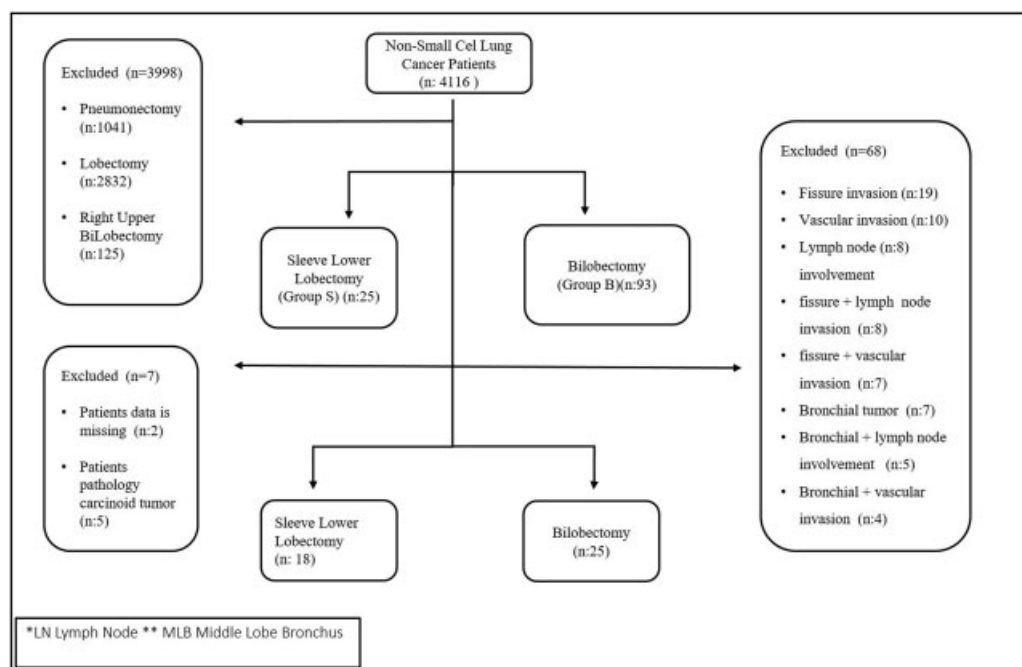 Non-Small Cel Lung
Cancer Patients
(n: 4116 )
Excluded (n=3998)
• Pneumonectomy
(n:1041)
• Lobectomy
(n:2832)
• Right Upper
BiLobectomy
(n:125)
Sleeve Lower
Lobectomy
(Group S) (n:25)
Bilobectomy
(Group B)(n:93)
Excluded (n=68)
• Fissure invasion (n:19)
• Vascular invasion (n:10)
• Lymph node (n:8)
involvement
• fissure + lymph node
invasion (n:8)
• fissure + vascular
invasion (n:7)
• Bronchial tumor (n:7)
• Bronchial + lymph node
involvement (n:5)
• Bronchial + vascular
invasion (n:4)
Excluded (n=7)
• Patients data is
missing (n:2)
• Patients
pathology
carcinoid tumor
(n:5)
Sleeve Lower
Lobectomy
(n: 18)
Bilobectomy
(n:25)
*LN Lymph Node ** MLB Middle Lobe Bronchus